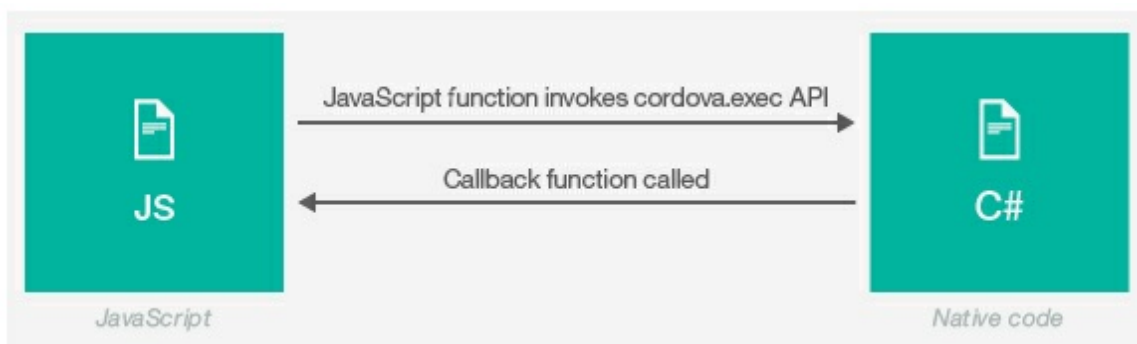 JavaScript function invokes cordova.exec API
Callback function called
JS
C#
JavaScript
Native code